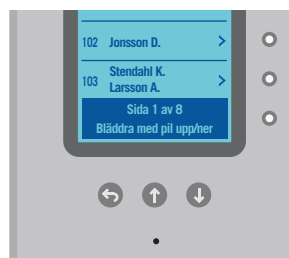 102 Jonsson D. >
103 Stendahl K.
Larsson A. >
Sida 1 av 8
Bläddra med pil upp/ner